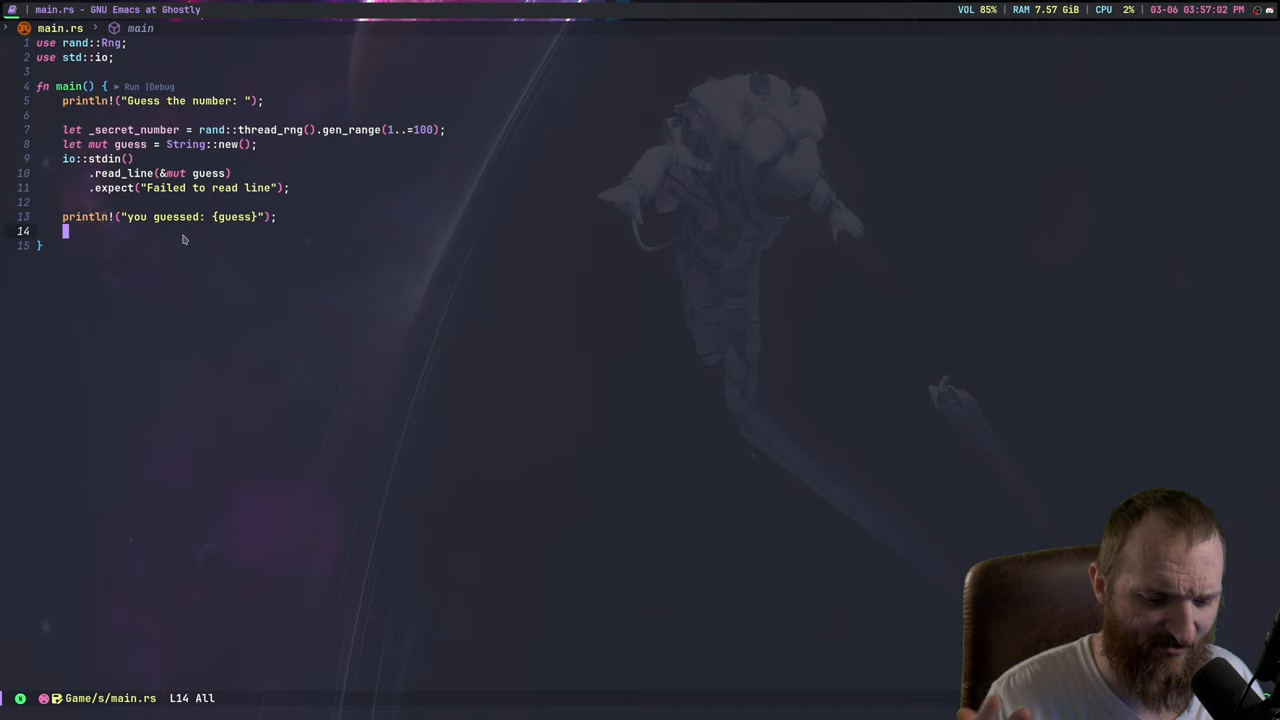 main.rs - GNU Emacs at Ghostly
VOL 85% RAM 7.57 GiB CPU 2% 03-06 03:57:02 PM
main.rs main
1 use rand::Rng;
2 use std::io;
3
4 fn main() { ▶ Run |Debug
5 println!("Guess the number: ");
6
7 let _secret_number = rand::thread_rng().gen_range(1..=100);
8 let mut guess = String::new();
9 io::stdin()
10 .read_line(&mut guess)
11 .expect("Failed to read line");
12
13 println!("you guessed: {guess}");
14
15 }
N Game/s/main.rs L14 All